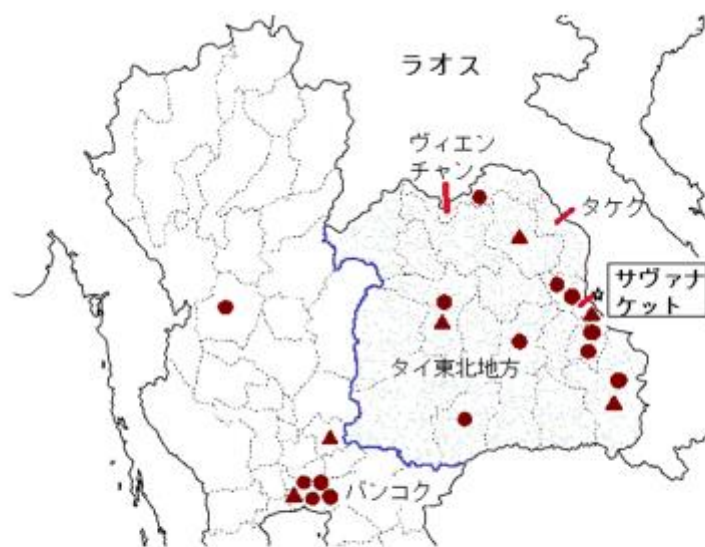 ラオス
ヴィエン
チャン
タケク
サヴァナ
ケット
タイ東北地方
バンコク